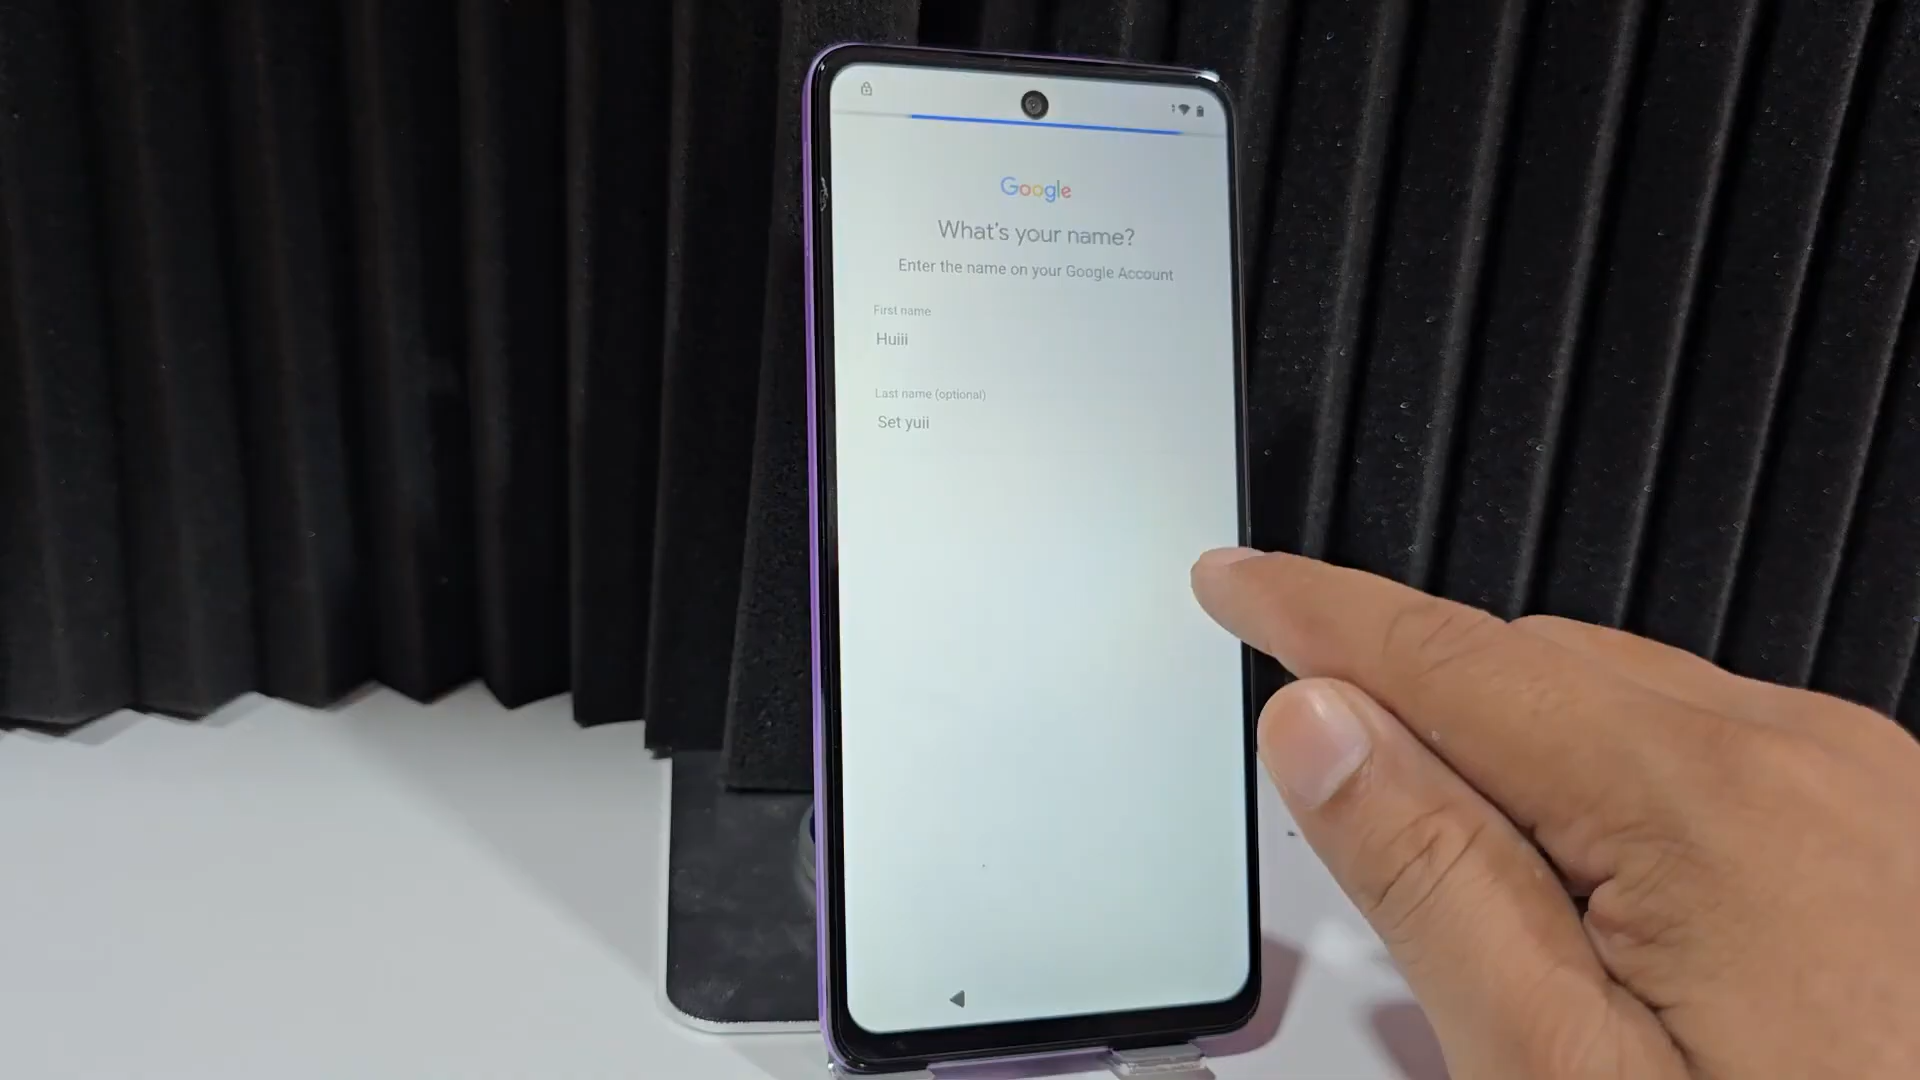 Google
What's your name?
Enter the name on your Google Account
First name
Huiii
Last name (optional)
Set yuii